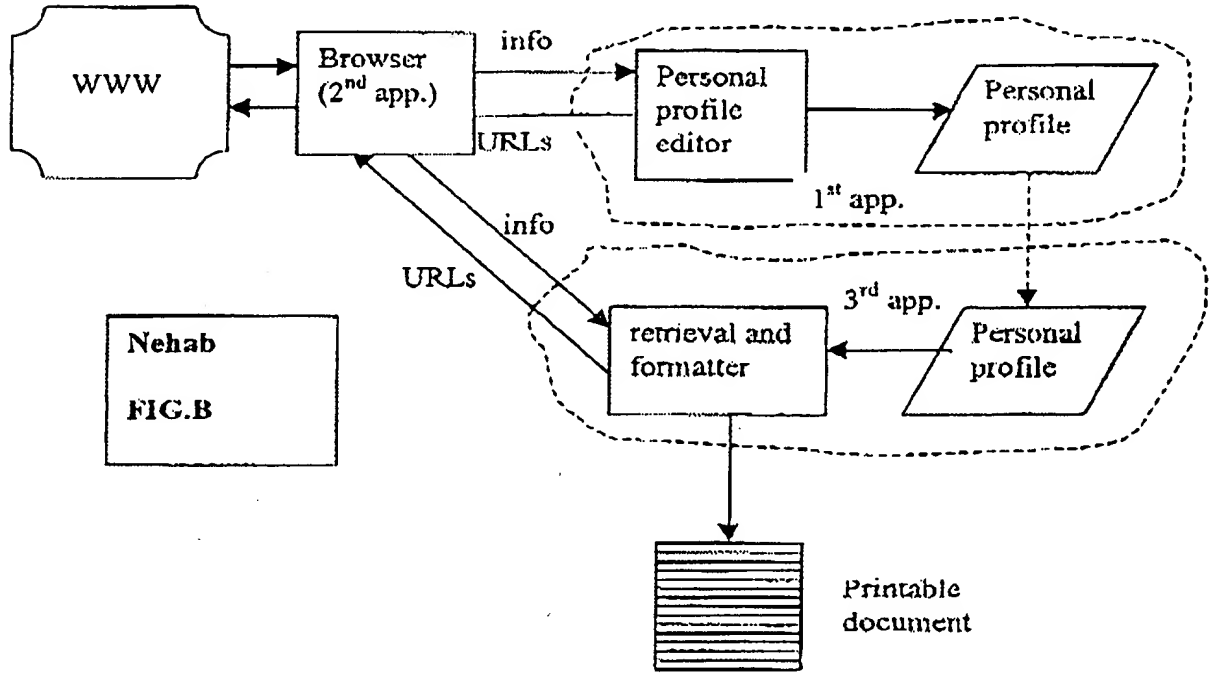 WWW
Browser
(2nd app.)
info
URLs
Personal
profile
editor
Personal
profile
1st app.
info
URLs
3rd app.
retrieval and
formatter
Personal
profile
Nehab
FIG.B
Printable
document